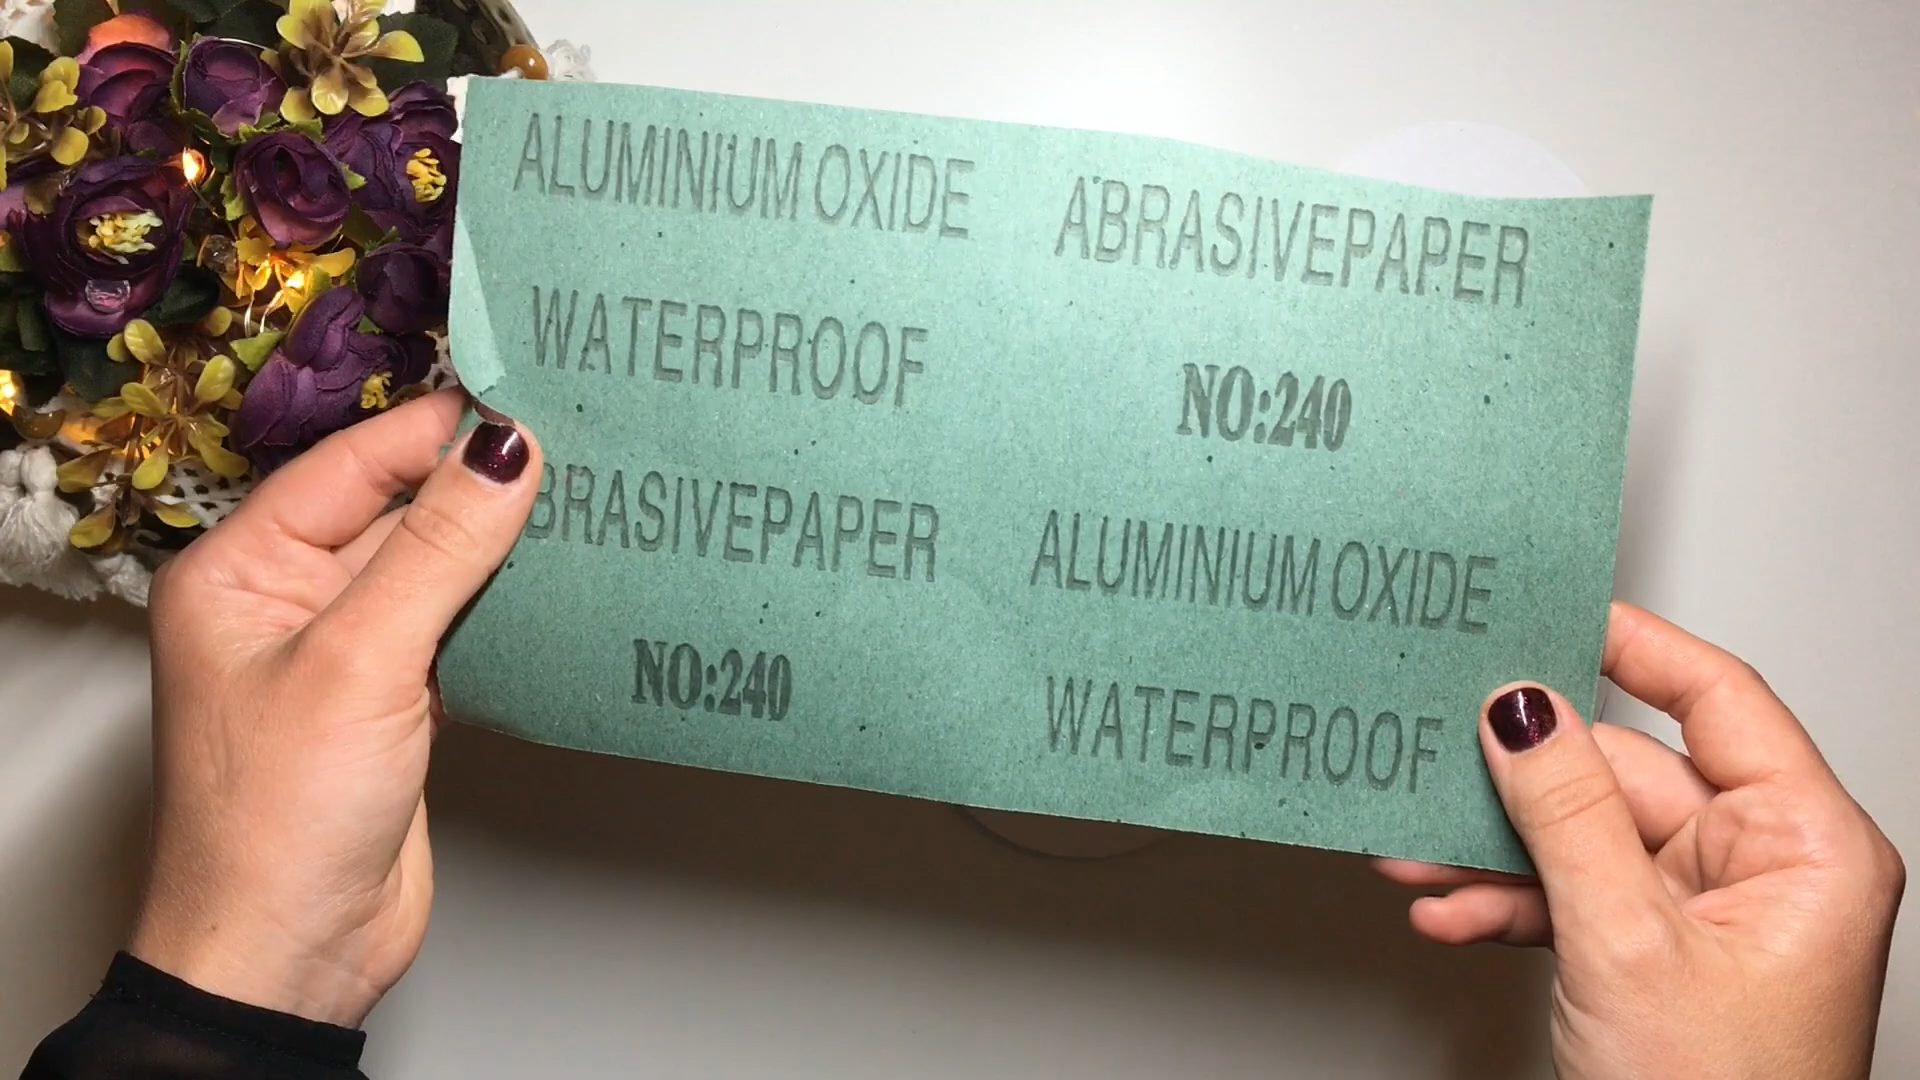 ALUMINIUM OXIDE
ABRASIVEPAPER
WATERPROOF
NO:240
BRASIVEPAPER
ALUMINIUM OXIDE
NO:240
WATERPROOF